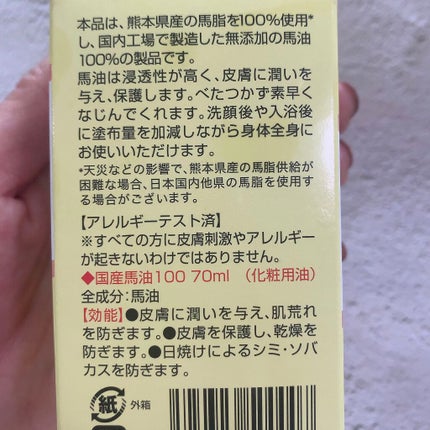 本品は、熊本県産の馬脂を100%使用*
し、国内工場で製造した無添加の馬油
100%の製品です。
馬油は浸透性が高く、皮膚に潤いを
与え、保護します。べたつかず素早く
なじんでくれます。洗顔後や入浴後
に塗布量を加減しながら身体全身に
お使いいただけます。
*天災などの影響で、熊本県産の馬脂供給が
困難な場合、日本国内他県の馬脂を使用す
る場合がございます。
【アレルギーテスト済】
※すべての方に皮膚刺激やアレルギー
が起きないわけではありません。
◆国産馬油100 70ml （化粧用油）
全成分：馬油
【効能】●皮膚に潤いを与え、肌荒れ
を防ぎます。●皮膚を保護し、乾燥を
防ぎます。●日焼けによるシミ・ソバ
カスを防ぎます。
紙 外箱